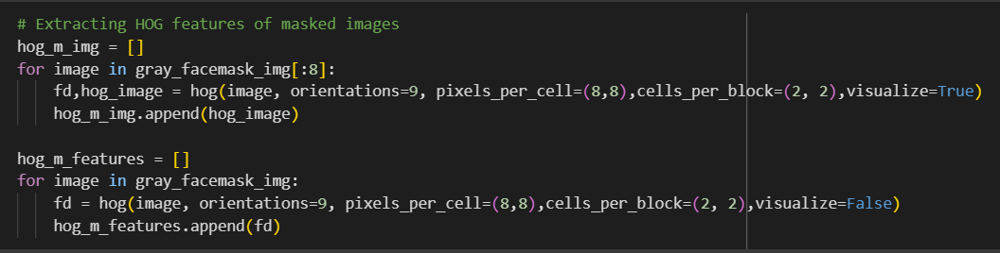 # Extracting HOG features of masked images
hog_m_img = []
for image in gray_facemask_img[:8]:
    fd,hog_image = hog(image, orientations=9, pixels_per_cell=(8,8),cells_per_block=(2, 2),visualize=True)
    hog_m_img.append(hog_image)

hog_m_features = []
for image in gray_facemask_img:
    fd = hog(image, orientations=9, pixels_per_cell=(8,8),cells_per_block=(2, 2),visualize=False)
    hog_m_features.append(fd)